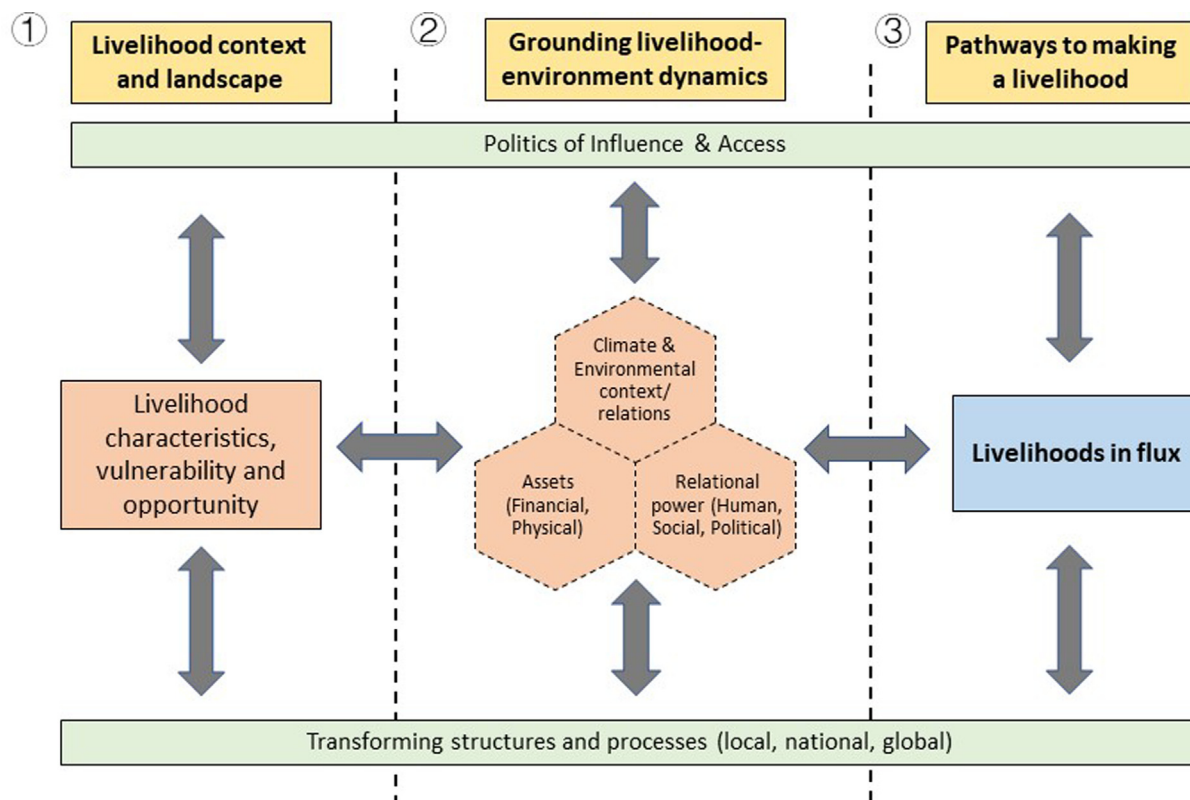 ①
Livelihood context
and landscape
②
Grounding livelihood-
environment dynamics
③
Pathways to making
a livelihood
Politics of Influence & Access
Livelihood
characteristics,
vulnerability and
opportunity
Climate &
Environmental
context/
relations
Assets
(Financial,
Physical)
Relational
power (Human,
Social, Political)
Livelihoods in flux
Transforming structures and processes (local, national, global)